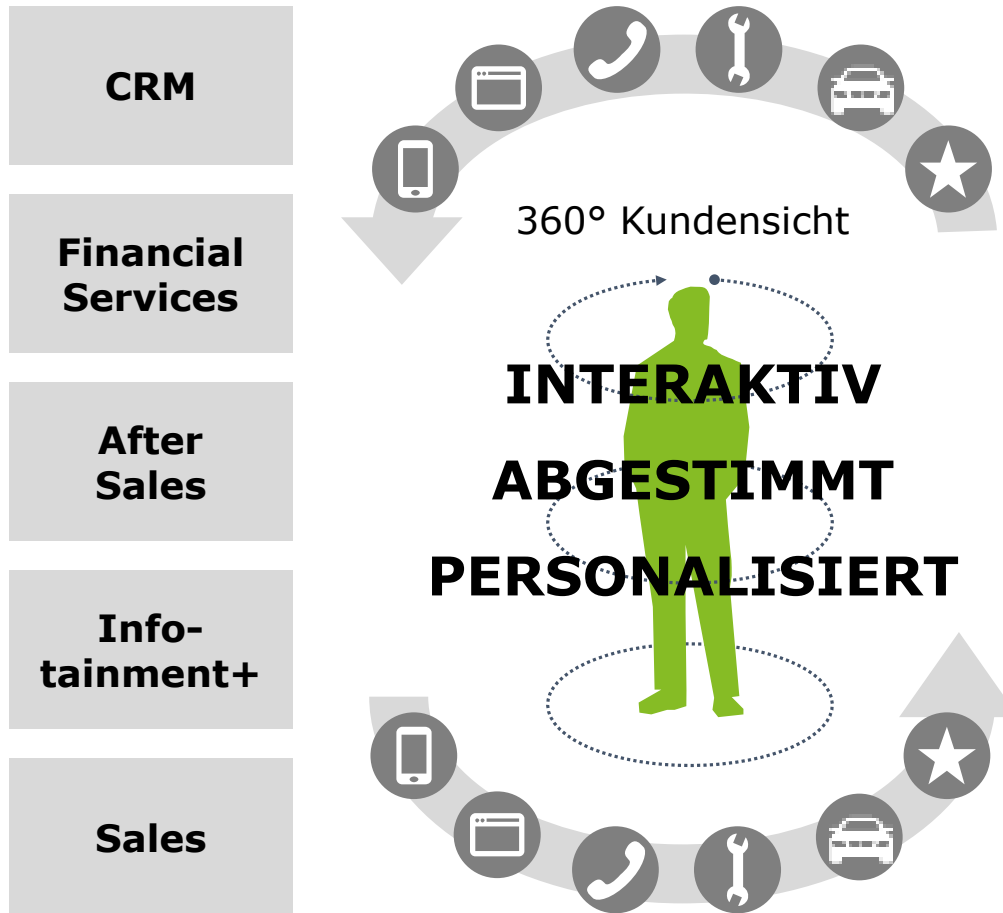 CRM
Financial
Services
After
Sales
Info-
tainment+
Sales
360° Kundensicht
INTERAKTIV
ABGESTIMMT
PERSONALISIERT